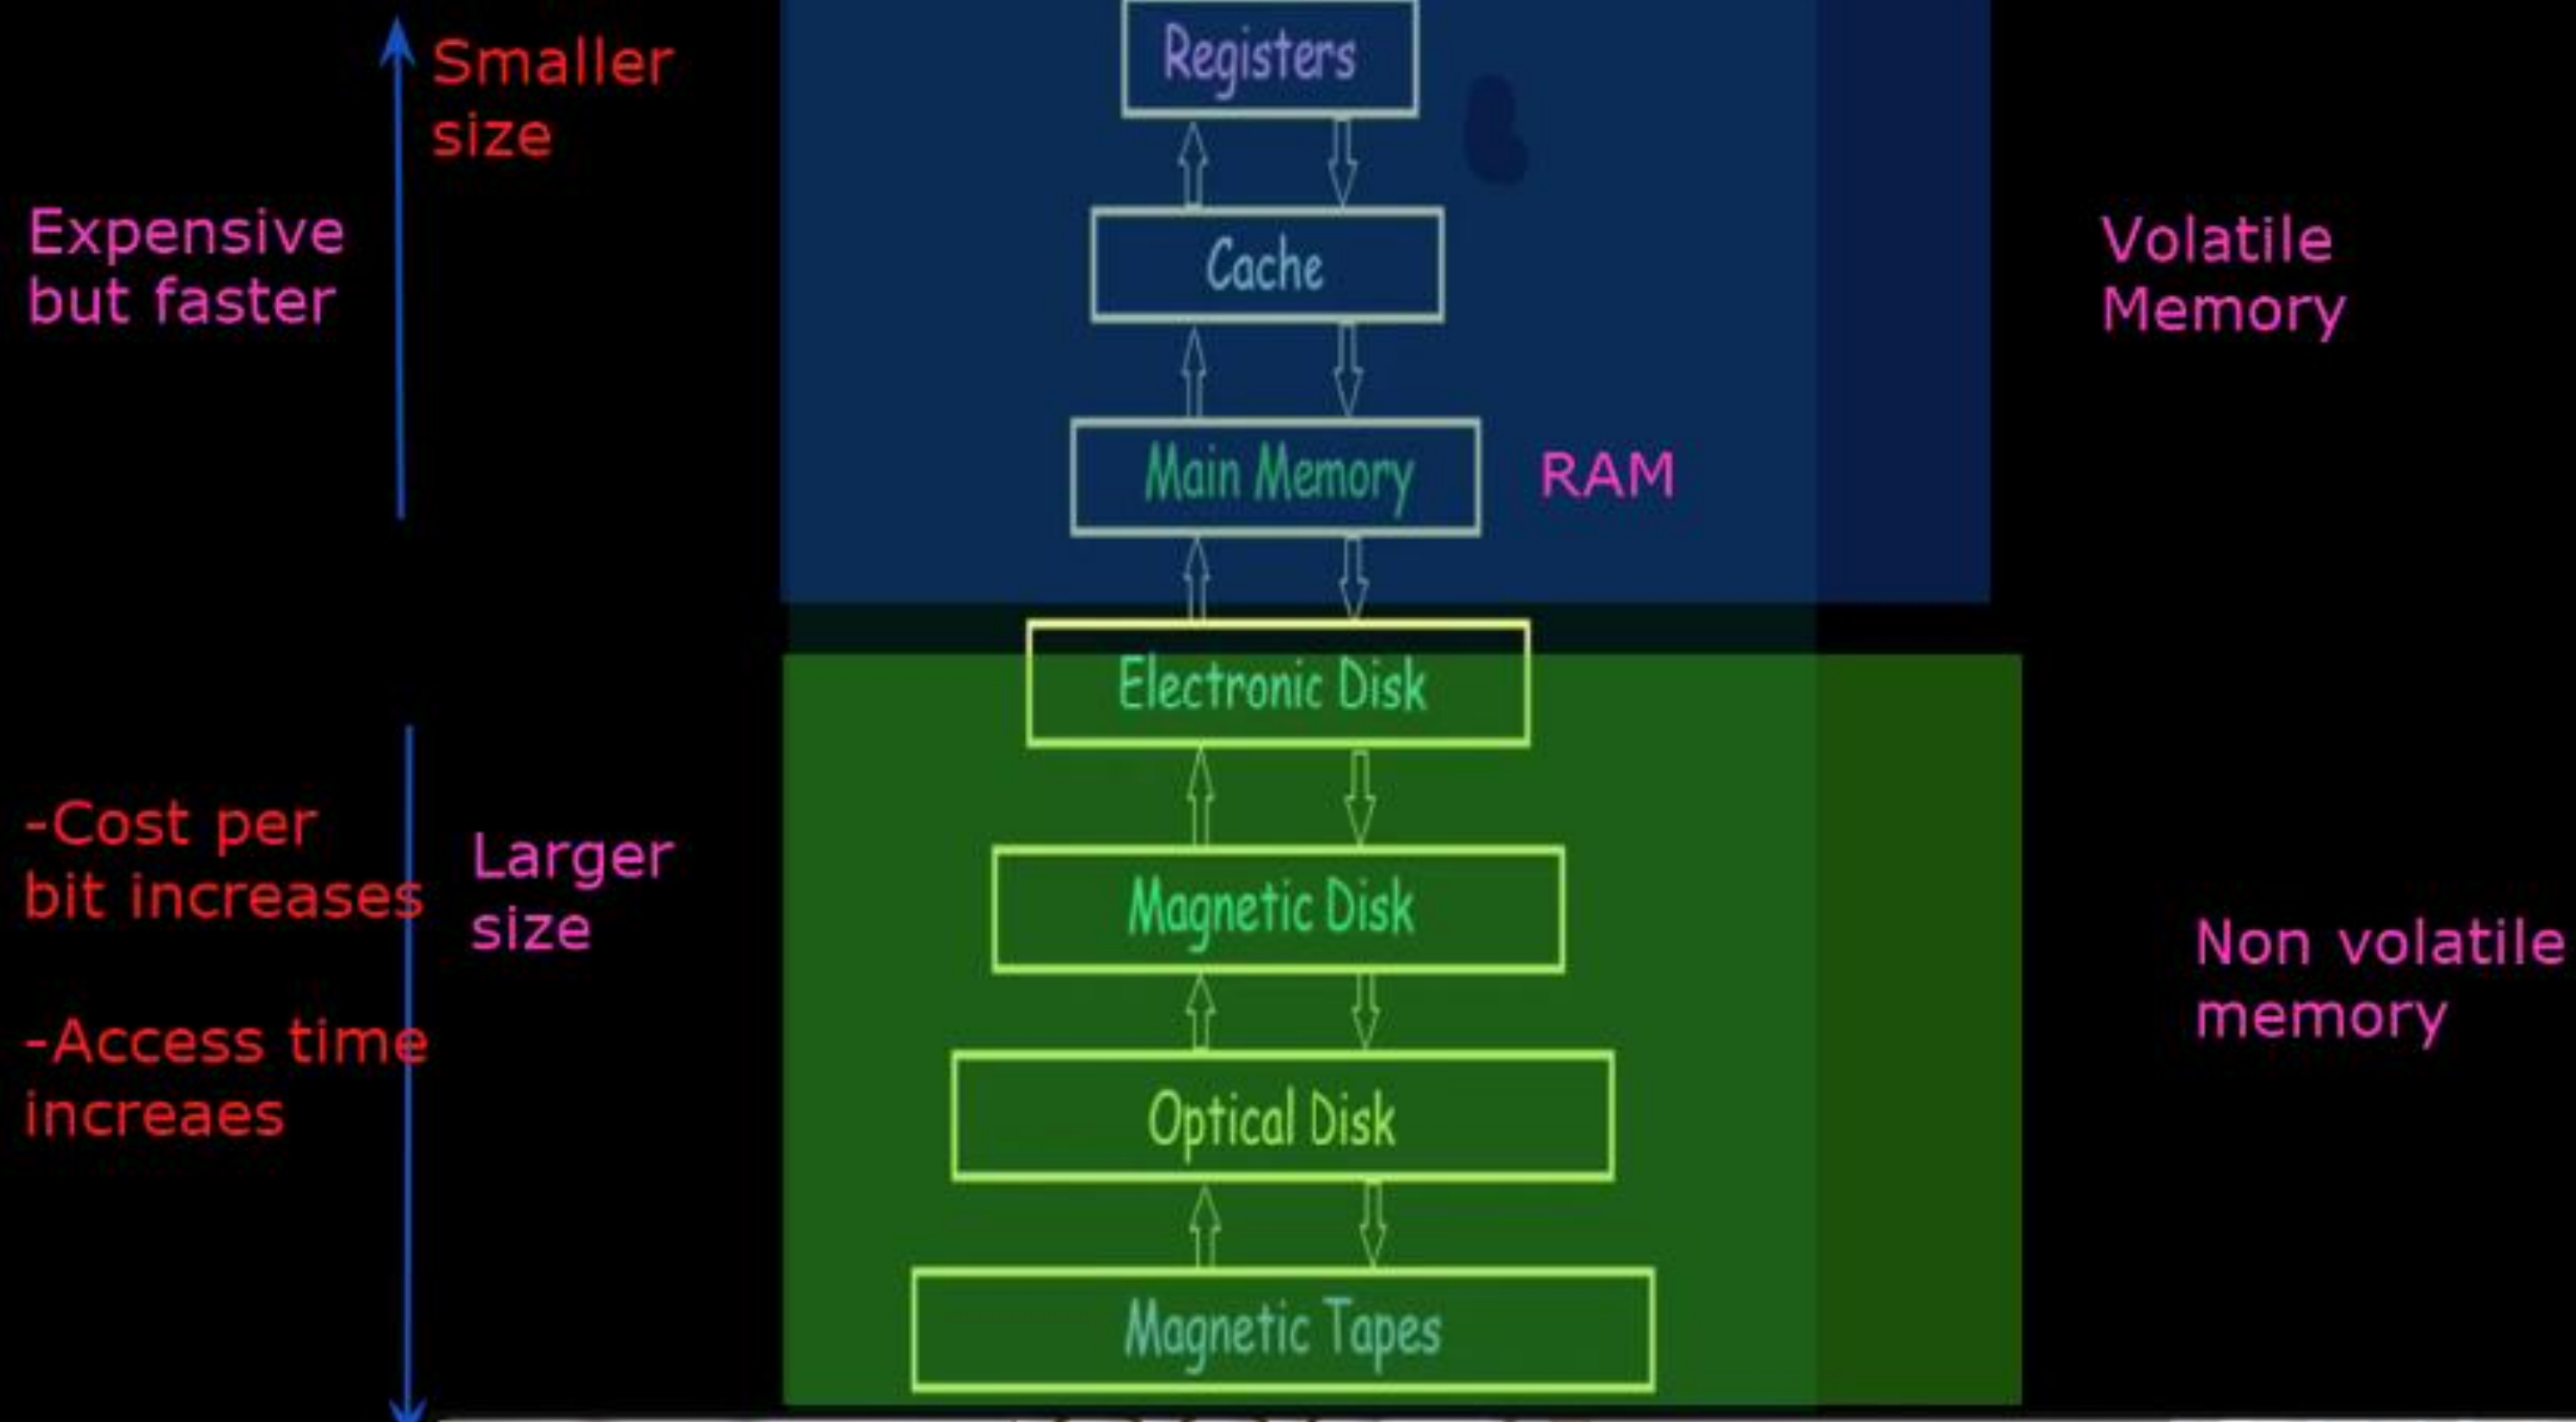 Smaller
size
Registers
Expensive
but faster
Cache
Volatile
Memory
Main Memory
RAM
Electronic Disk
-Cost per
bit increases
Larger
size
Magnetic Disk
Non volatile
memory
-Access time
increaes
Optical Disk
Magnetic Tapes